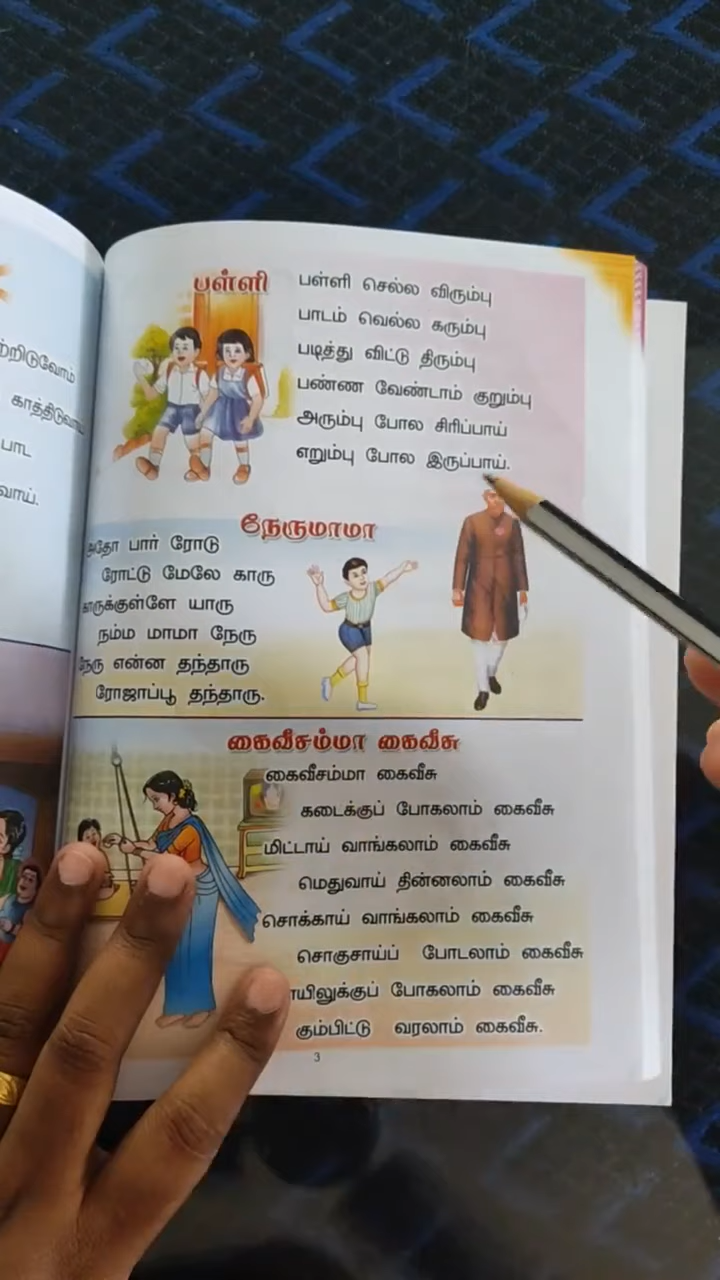 பள்ளி
பள்ளி செல்ல விரும்பு
பாடம் வெல்ல கரும்பு
படித்து விட்டு திரும்பு
பண்ண வேண்டாம் குறும்பு
அரும்பு போல சிரிப்பாய்
எறும்பு போல இருப்பாய்.
நேருமாமா
அதோ பார் ரோடு
ரோட்டு மேலே காரு
காருக்குள்ளே யாரு
நம்ம மாமா நேரு
நேரு என்ன தந்தாரு
ரோஜாப்பூ தந்தாரு.
கைவீசம்மா கைவீசு
கைவீசம்மா கைவீசு
கடைக்குப் போகலாம் கைவீசு
மிட்டாய் வாங்கலாம் கைவீசு
மெதுவாய் தின்னலாம் கைவீசு
சொக்காய் வாங்கலாம் கைவீசு
சொகுசாய்ப் போடலாம் கைவீசு
போகலாம் கைவீசு
கும்பிட்டு வரலாம் கைவீசு.
3